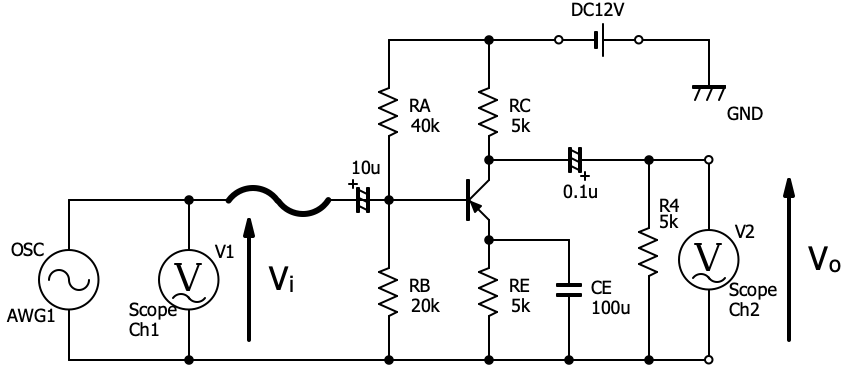 DC12V
GND
RA
40k
RC
5k
10u
+
+
0.1u
OSC
AWG1
V
V1
Scope
Ch1
Vi
RB
20k
RE
5k
CE
100u
R4
5k
V
V2
Scope
Ch2
Vo